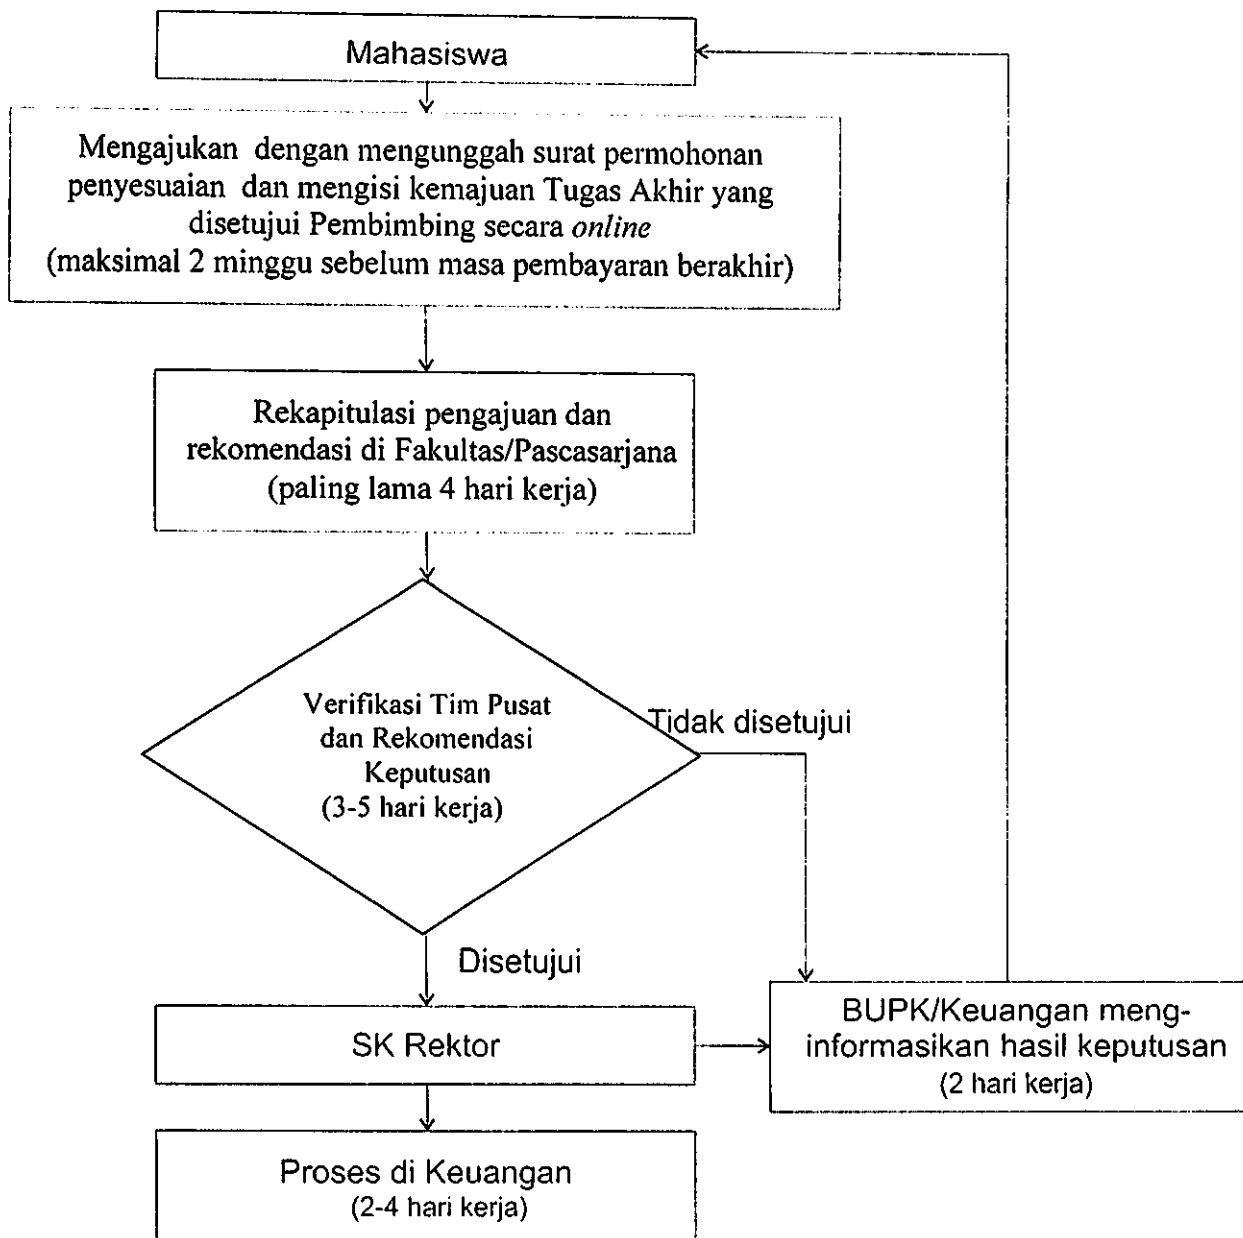 Mahasiswa
Mengajukan dengan mengunggah surat permohonan
penyesuaian dan mengisi kemajuan Tugas Akhir yang
disetujui Pembimbing secara online
(maksimal 2 minggu sebelum masa pembayaran berakhir)
Rekapitulasi pengajuan dan
rekomendasi di Fakultas/Pascasarjana
(paling lama 4 hari kerja)
Verifikasi Tim Pusat
dan Rekomendasi
Keputusan
(3-5 hari kerja)
Tidak disetujui
Disetujui
SK Rektor
BUPK/Keuangan meng-
informasikan hasil keputusan
(2 hari kerja)
Proses di Keuangan
(2-4 hari kerja)